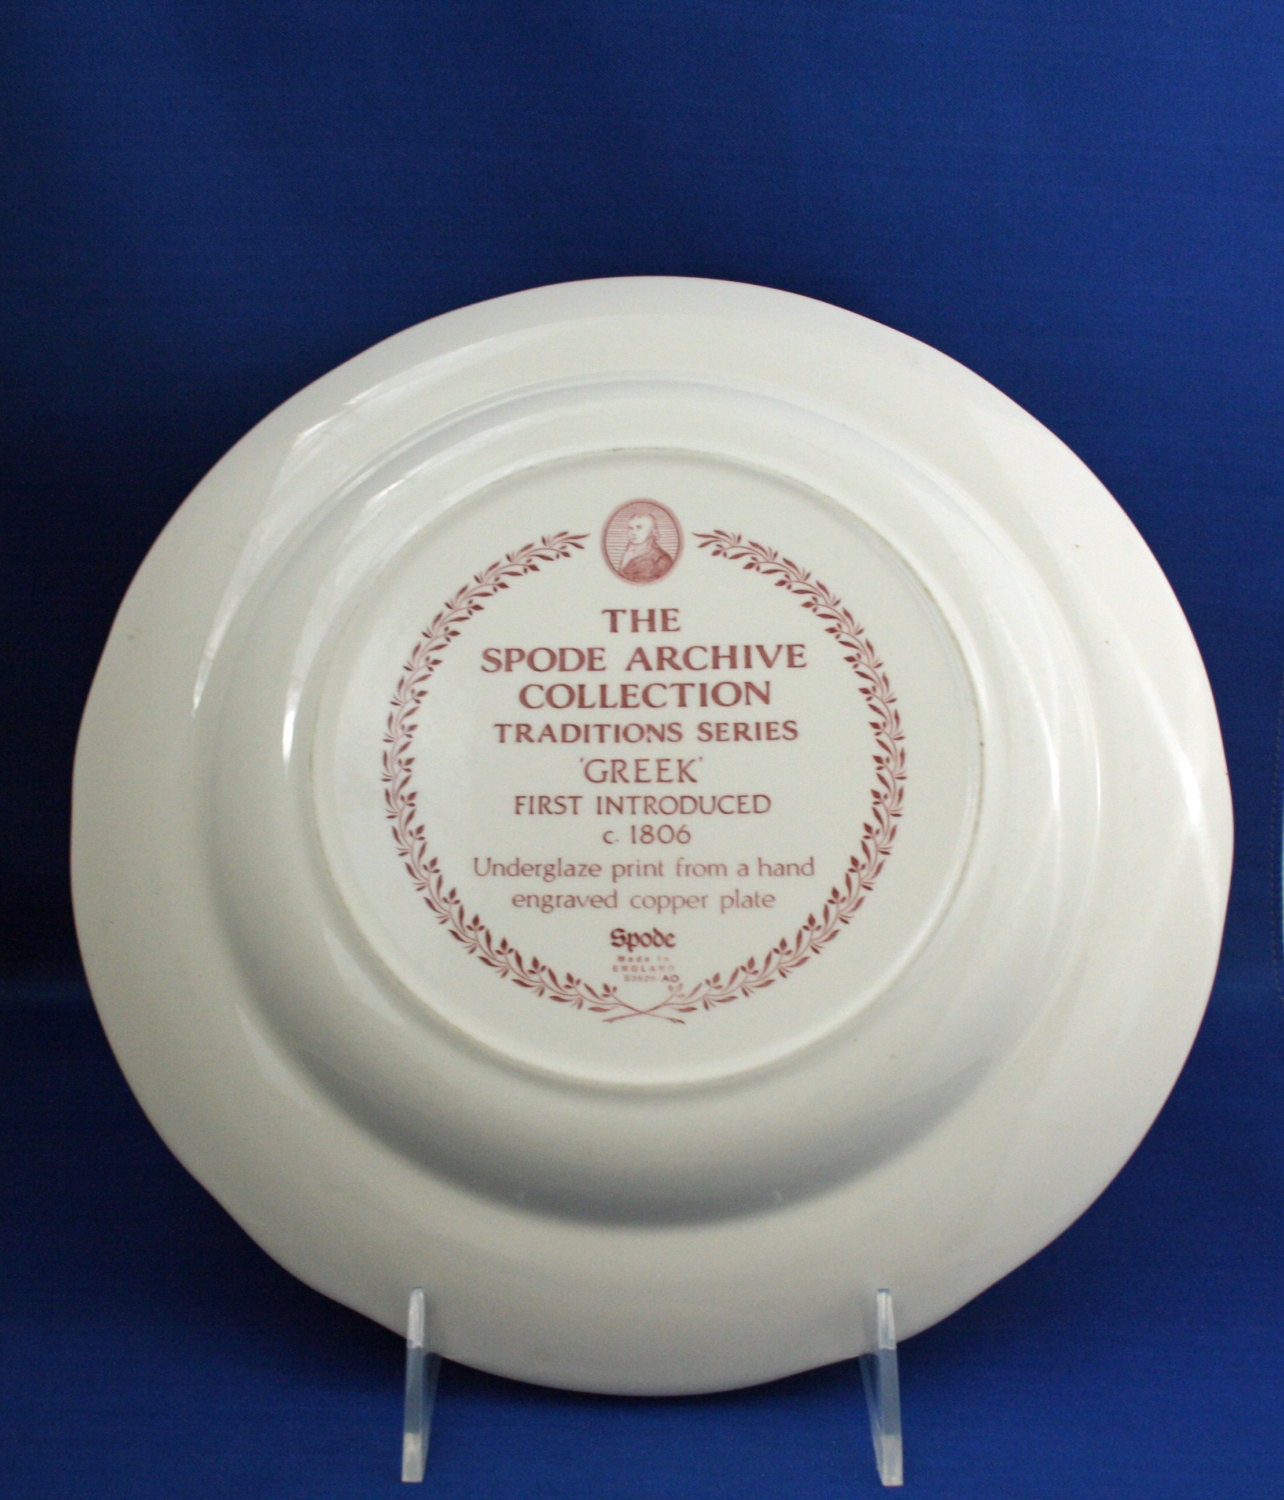 THE
SPODE ARCHIVE
COLLECTION
TRADITIONS SERIES
'GREEK'
FIRST INTRODUCED
c. 1806
Underglaze print from a hand
engraved copper plate
Spode
Made in
ENGLAND